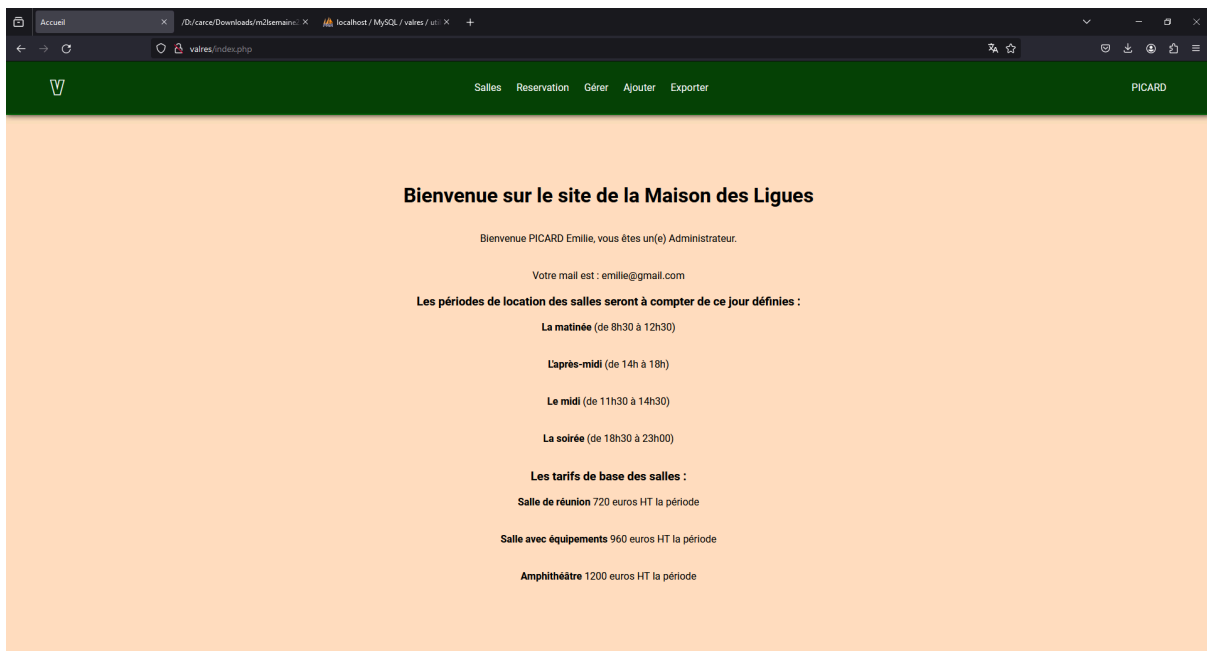 Accueil
/D:/carce/Downloads/m2lsemaine2
localhost / MySQL / valres / uti
valres/index.php
V
Salles
Reservation
Gérer
Ajouter
Exporter
PICARD
Bienvenue sur le site de la Maison des Ligues
Bienvenue PICARD Emilie, vous êtes un(e) Administrateur.
Votre mail est : emilie@gmail.com
Les périodes de location des salles seront à compter de ce jour définies :
La matinée (de 8h30 à 12h30)
L'après-midi (de 14h à 18h)
Le midi (de 11h30 à 14h30)
La soirée (de 18h30 à 23h00)
Les tarifs de base des salles :
Salle de réunion 720 euros HT la période
Salle avec équipements 960 euros HT la période
Amphithéâtre 1200 euros HT la période